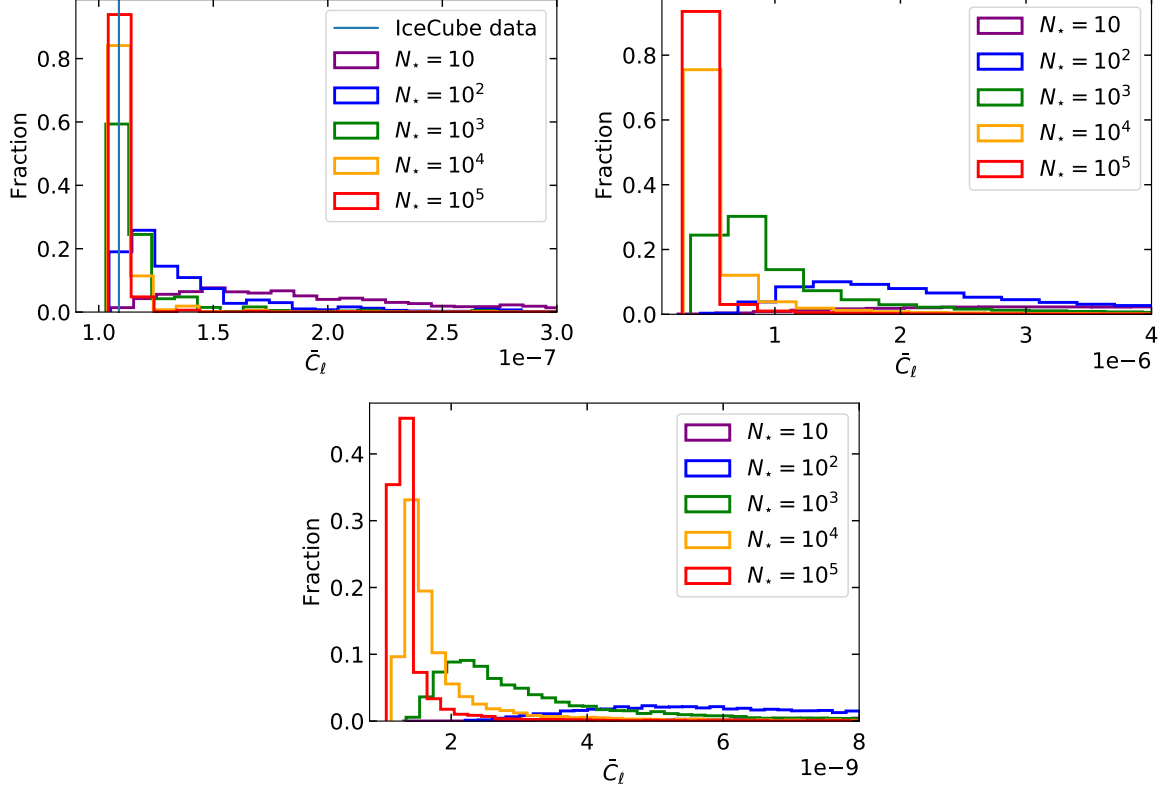 Fraction
0.8
0.6
0.4
0.2
0.0
1.0
1.5
2.0
2.5
3.0
1e−7
C̄ℓ
IceCube data
N⋆ = 10
N⋆ = 10²
N⋆ = 10³
N⋆ = 10⁴
N⋆ = 10⁵
Fraction
0.8
0.6
0.4
0.2
0.0
1
2
3
4
1e−6
C̄ℓ
N⋆ = 10
N⋆ = 10²
N⋆ = 10³
N⋆ = 10⁴
N⋆ = 10⁵
Fraction
0.4
0.3
0.2
0.1
0.0
2
4
6
8
1e−9
C̄ℓ
N⋆ = 10
N⋆ = 10²
N⋆ = 10³
N⋆ = 10⁴
N⋆ = 10⁵